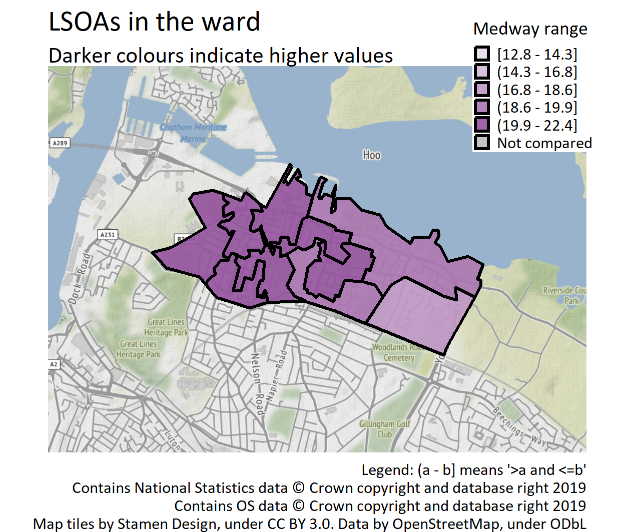 LSOAs in the ward
Darker colours indicate higher values
Medway range
[12.8 - 14.3]
(14.3 - 16.8]
(16.8 - 18.6]
(18.6 - 19.9]
(19.9 - 22.4]
Not compared
Chatham Maritime
Marina
A289
Hoo
A231
Dock Road
Riverside Cou
Park
Great Lines
Heritage Park
Great Lines
Heritage Park
Woodlands Ro
Cemetery
A2
Nelson Road
Napier Road
Gillingham Golf
Club
Beechings Way
Legend: (a - b] means '>a and <=b'
Contains National Statistics data © Crown copyright and database right 2019
Contains OS data © Crown copyright and database right 2019
Map tiles by Stamen Design, under CC BY 3.0. Data by OpenStreetMap, under ODbL